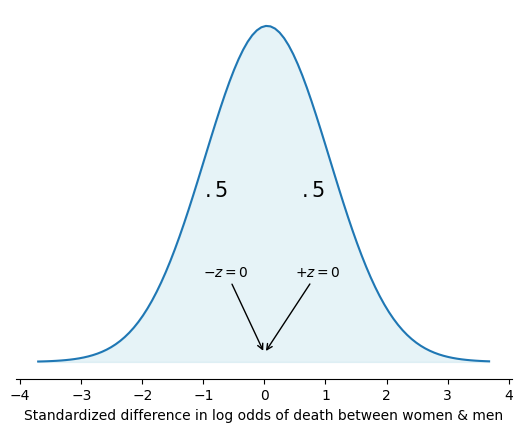 .5 .5
−z = 0 +z = 0
−4 −3 −2 −1 0 1 2 3 4
Standardized difference in log odds of death between women & men